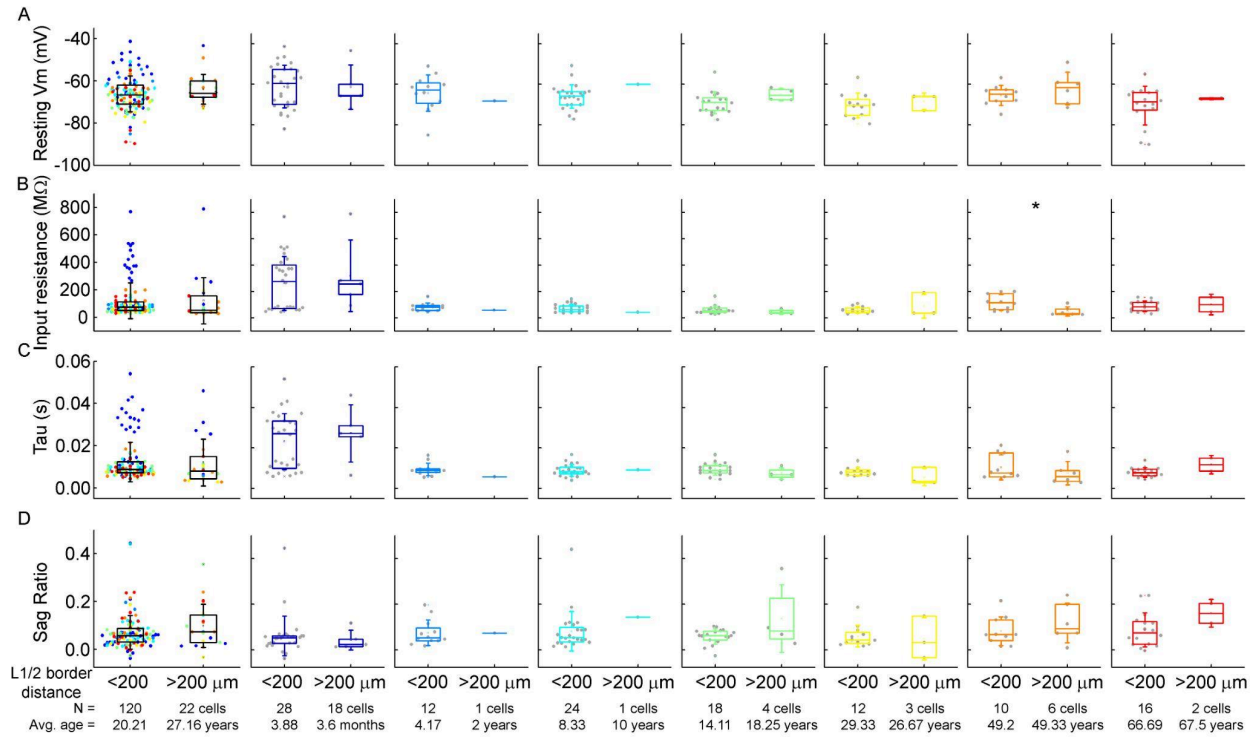 A
Resting Vm (mV)
-40
-60
-80
-100
B
Input resistance (MΩ)
800
600
400
200
0
*
C
Tau (s)
0.06
0.04
0.02
0.00
D
Sag Ratio
0.4
0.2
0.0
L1/2 border distance <200 >200 μm <200 >200 μm <200 >200 μm <200 >200 μm <200 >200 μm <200 >200 μm <200 >200 μm <200 >200 μm
N = 120 22 cells 28 18 cells 12 1 cells 24 1 cells 18 4 cells 12 3 cells 10 6 cells 16 2 cells
Avg. age = 20.21 27.16 years 3.88 3.6 months 4.17 2 years 8.33 10 years 14.11 18.25 years 29.33 26.67 years 49.2 49.33 years 66.69 67.5 years